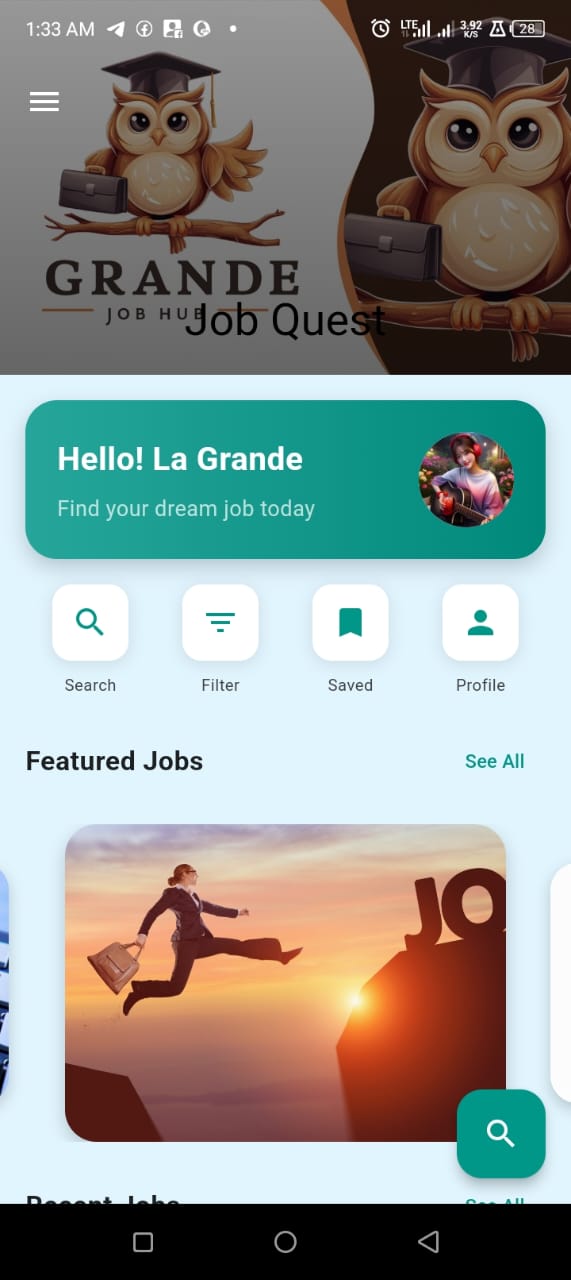 1:33 AM
LTE
3.92
K/S
28
GRANDE
JOB HUB
Job Quest
Hello! La Grande
Find your dream job today
Search
Filter
Saved
Profile
Featured Jobs
See All
JO
Recent Jobs
See All